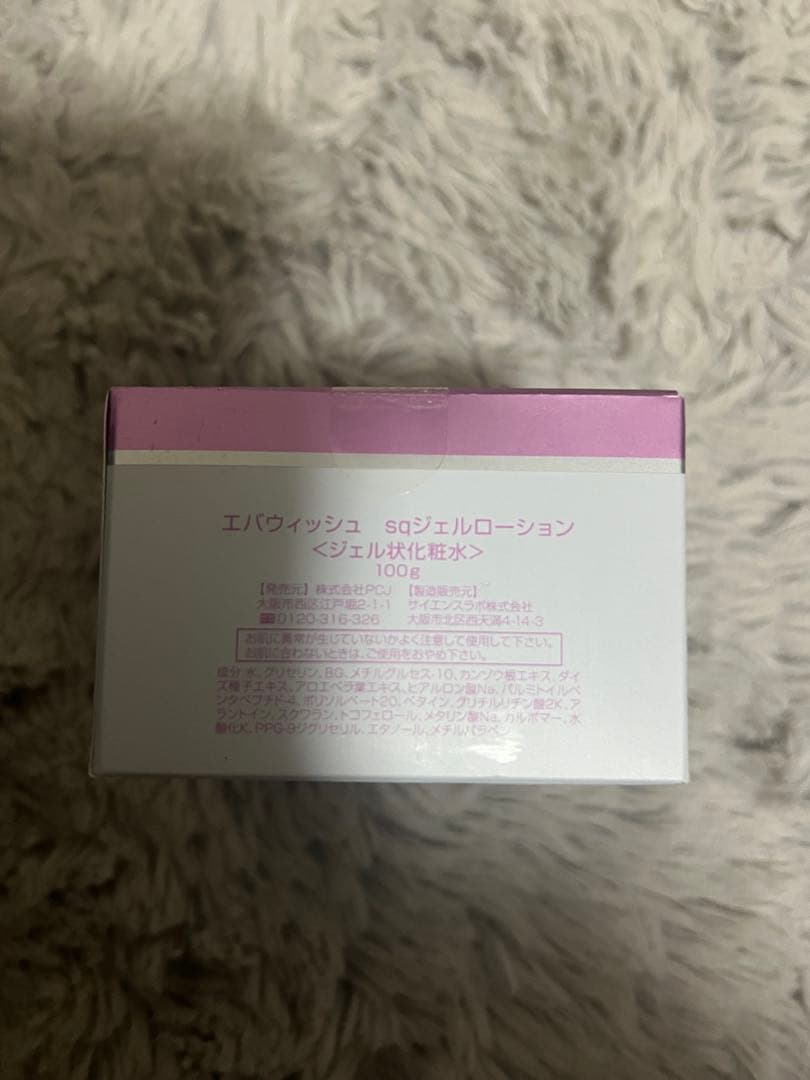 エバウィッシュ　sqジェルローション
＜ジェル状化粧水＞
100g
【発売元】株式会社PCJ　【製造販売元】
大阪市西区江戸堀2-1-1　サイエンスラボ株式会社
☎0120-316-326　大阪市北区西天満4-14-3
お肌に異常が生じていないかよく注意して使用して下さい。
お肌に合わないときは、ご使用をおやめ下さい。
成分:水、グリセリン、BG、メチルグルセス-10、カンゾウ根エキス、ダイ
ズ種子エキス、アロエベラ葉エキス、ヒアルロン酸Na、パルミトイルペ
ンタペプチド-4、ポリソルベート20、ベタイン、グリチルリチン酸2K、ア
ラントイン、スクワラン、トコフェロール、メタリン酸Na、カルボマー、水
酸化K、PPG-9ジグリセリル、エタノール、メチルパラベン